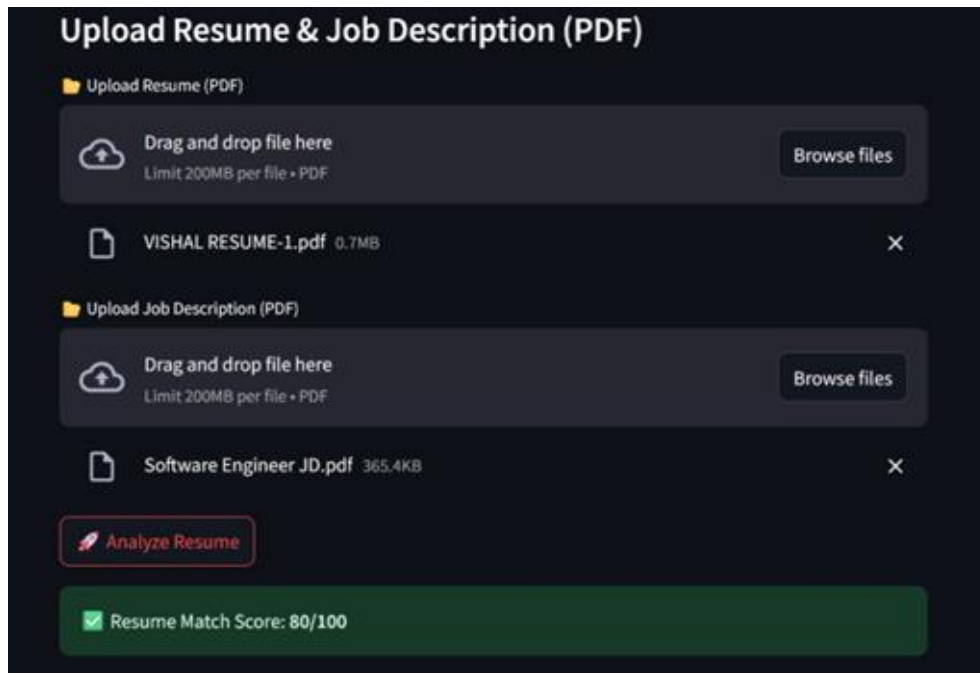 Upload Resume & Job Description (PDF)
Upload Resume (PDF)
Drag and drop file here
Browse files
Limit 200MB per file • PDF
VISHAL RESUME-1.pdf 0.7MB
Upload Job Description (PDF)
Drag and drop file here
Browse files
Limit 200MB per file • PDF
Software Engineer JD.pdf 365.4KB
Analyze Resume
Resume Match Score: 80/100